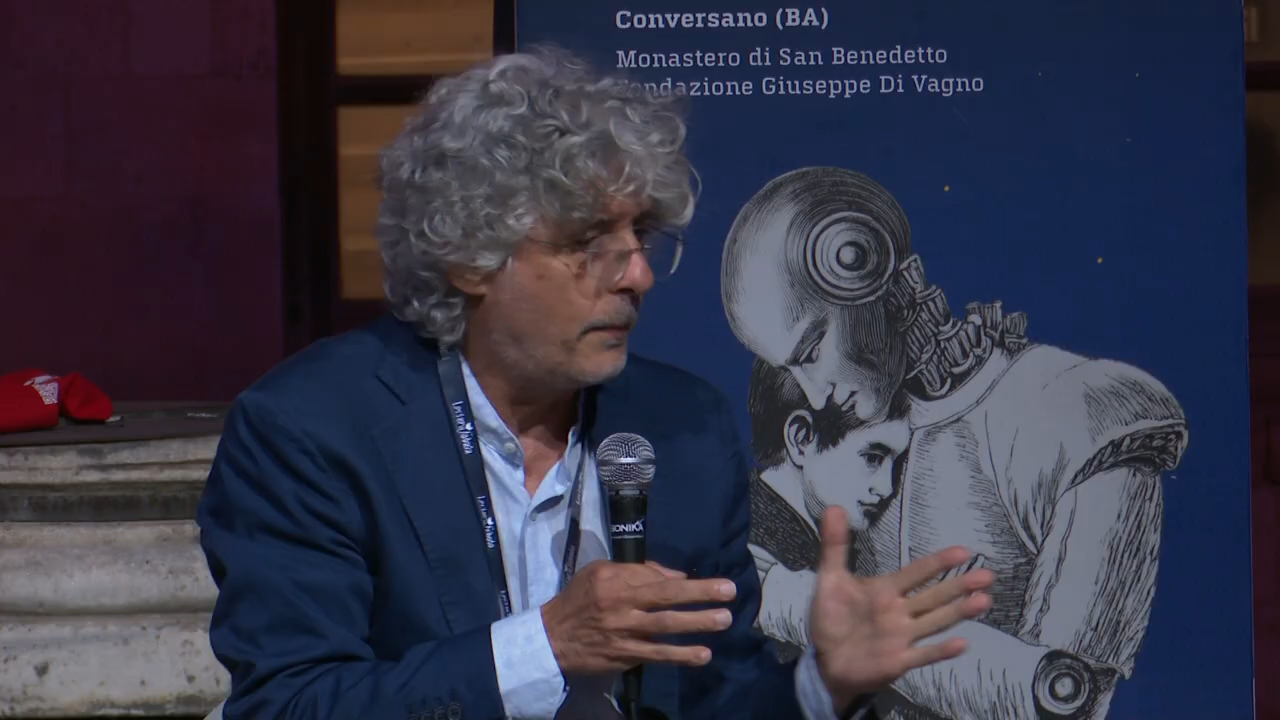 Conversano (BA)
Monastero di San Benedetto
Fondazione Giuseppe Di Vagno